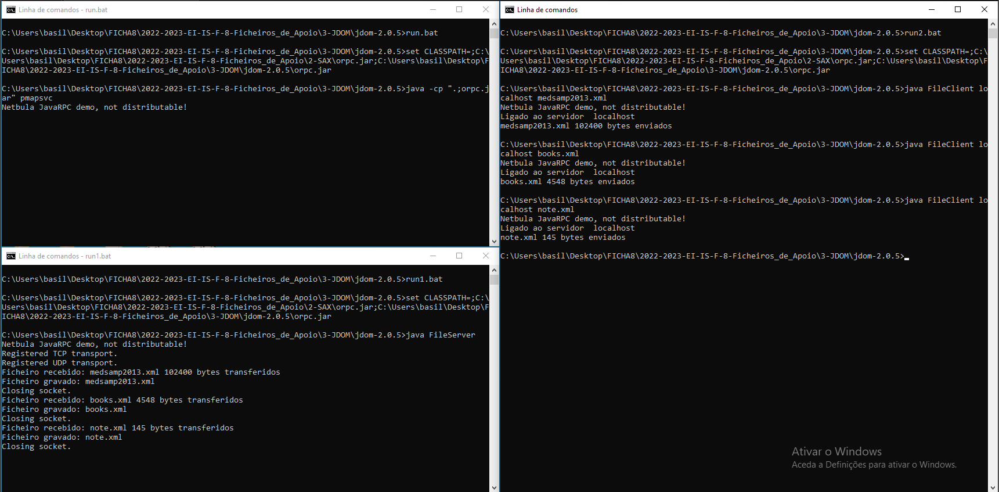 Linha de comandos - run.bat
C:\Users\basil\Desktop\FICHA8\2022-2023-EI-IS-F-8-Ficheiros_de_Apoio\3-JDOM\jdom-2.0.5>run.bat
C:\Users\basil\Desktop\FICHA8\2022-2023-EI-IS-F-8-Ficheiros_de_Apoio\3-JDOM\jdom-2.0.5>set CLASSPATH=;C:\
Users\basil\Desktop\FICHA8\2022-2023-EI-IS-F-8-Ficheiros_de_Apoio\2-SAX\orpc.jar;C:\Users\basil\Desktop\F
ICHA8\2022-2023-EI-IS-F-8-Ficheiros_de_Apoio\3-JDOM\jdom-2.0.5\orpc.jar
C:\Users\basil\Desktop\FICHA8\2022-2023-EI-IS-F-8-Ficheiros_de_Apoio\3-JDOM\jdom-2.0.5>java -cp ".;orpc.j
ar" pmapsvc
Netbula JavaRPC demo, not distributable!
Linha de comandos - run1.bat
C:\Users\basil\Desktop\FICHA8\2022-2023-EI-IS-F-8-Ficheiros_de_Apoio\3-JDOM\jdom-2.0.5>run1.bat
C:\Users\basil\Desktop\FICHA8\2022-2023-EI-IS-F-8-Ficheiros_de_Apoio\3-JDOM\jdom-2.0.5>set CLASSPATH=;C:\
Users\basil\Desktop\FICHA8\2022-2023-EI-IS-F-8-Ficheiros_de_Apoio\2-SAX\orpc.jar;C:\Users\basil\Desktop\F
ICHA8\2022-2023-EI-IS-F-8-Ficheiros_de_Apoio\3-JDOM\jdom-2.0.5\orpc.jar
C:\Users\basil\Desktop\FICHA8\2022-2023-EI-IS-F-8-Ficheiros_de_Apoio\3-JDOM\jdom-2.0.5>java FileServer
Netbula JavaRPC demo, not distributable!
Registered TCP transport.
Registered UDP transport.
Ficheiro recebido: medsamp2013.xml 102400 bytes transferidos
Ficheiro gravado: medsamp2013.xml
Closing socket.
Ficheiro recebido: books.xml 4548 bytes transferidos
Ficheiro gravado: books.xml
Closing socket.
Ficheiro recebido: note.xml 145 bytes transferidos
Ficheiro gravado: note.xml
Closing socket.
Linha de comandos
C:\Users\basil\Desktop\FICHA8\2022-2023-EI-IS-F-8-Ficheiros_de_Apoio\3-JDOM\jdom-2.0.5>run2.bat
C:\Users\basil\Desktop\FICHA8\2022-2023-EI-IS-F-8-Ficheiros_de_Apoio\3-JDOM\jdom-2.0.5>set CLASSPATH=;C:\
Users\basil\Desktop\FICHA8\2022-2023-EI-IS-F-8-Ficheiros_de_Apoio\2-SAX\orpc.jar;C:\Users\basil\Desktop\F
ICHA8\2022-2023-EI-IS-F-8-Ficheiros_de_Apoio\3-JDOM\jdom-2.0.5\orpc.jar
C:\Users\basil\Desktop\FICHA8\2022-2023-EI-IS-F-8-Ficheiros_de_Apoio\3-JDOM\jdom-2.0.5>java FileClient lo
calhost medsamp2013.xml
Netbula JavaRPC demo, not distributable!
Ligado ao servidor  localhost
medsamp2013.xml 102400 bytes enviados
C:\Users\basil\Desktop\FICHA8\2022-2023-EI-IS-F-8-Ficheiros_de_Apoio\3-JDOM\jdom-2.0.5>java FileClient lo
calhost books.xml
Netbula JavaRPC demo, not distributable!
Ligado ao servidor  localhost
books.xml 4548 bytes enviados
C:\Users\basil\Desktop\FICHA8\2022-2023-EI-IS-F-8-Ficheiros_de_Apoio\3-JDOM\jdom-2.0.5>java FileClient lo
calhost note.xml
Netbula JavaRPC demo, not distributable!
Ligado ao servidor  localhost
note.xml 145 bytes enviados
C:\Users\basil\Desktop\FICHA8\2022-2023-EI-IS-F-8-Ficheiros_de_Apoio\3-JDOM\jdom-2.0.5>
Ativar o Windows
Aceda a Definições para ativar o Windows.